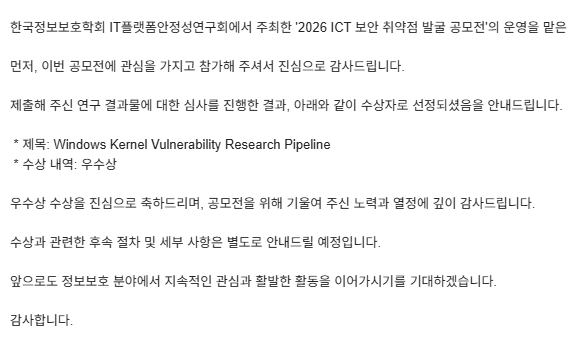 한국정보보호학회 IT플랫폼안정성연구회에서 주최한 '2026 ICT 보안 취약점 발굴 공모전'의 운영을 맡은
먼저, 이번 공모전에 관심을 가지고 참가해 주셔서 진심으로 감사드립니다.
제출해 주신 연구 결과물에 대한 심사를 진행한 결과, 아래와 같이 수상자로 선정되셨음을 안내드립니다.
* 제목: Windows Kernel Vulnerability Research Pipeline
* 수상 내역: 우수상
우수상 수상을 진심으로 축하드리며, 공모전을 위해 기울여 주신 노력과 열정에 깊이 감사드립니다.
수상과 관련한 후속 절차 및 세부 사항은 별도로 안내드릴 예정입니다.
앞으로도 정보보호 분야에서 지속적인 관심과 활발한 활동을 이어가시기를 기대하겠습니다.
감사합니다.